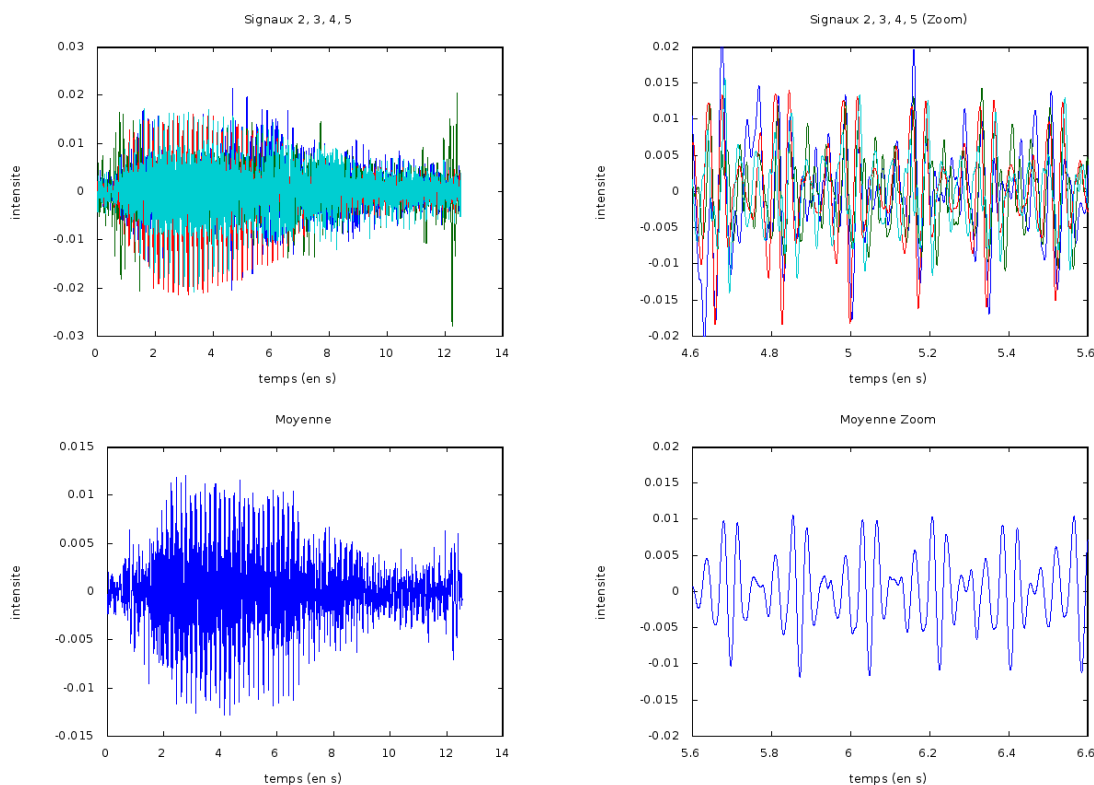 Signaux 2, 3, 4, 5
0.03
0.02
0.01
0
-0.01
-0.02
-0.03
0 2 4 6 8 10 12 14
intensite
temps (en s)
Signaux 2, 3, 4, 5 (Zoom)
0.02
0.015
0.01
0.005
0
-0.005
-0.01
-0.015
-0.02
4.6 4.8 5 5.2 5.4 5.6
intensite
temps (en s)
Moyenne
0.015
0.01
0.005
0
-0.005
-0.01
-0.015
0 2 4 6 8 10 12 14
intensite
temps (en s)
Moyenne Zoom
0.02
0.015
0.01
0.005
0
-0.005
-0.01
-0.015
-0.02
5.6 5.8 6 6.2 6.4 6.6
intensite
temps (en s)